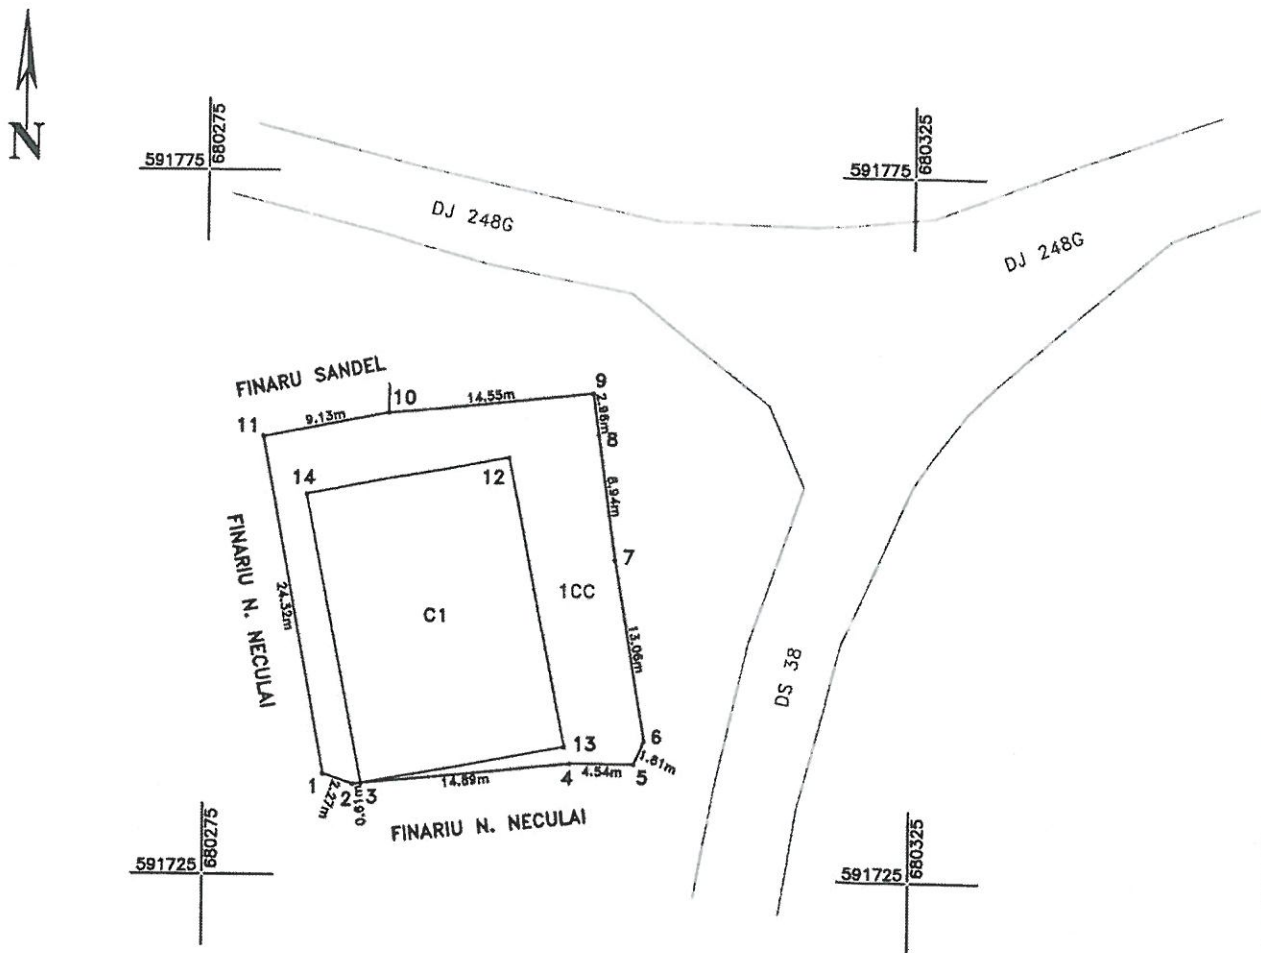 N
680275
591775
680325
591775
DJ 248G
DJ 248G
FINARU SANDEL
9
10
14.55m
2.96m
11
9.13m
8
14
12
8.94m
7
FINARIU N. NECULAI
24.32m
1CC
C1
13.06m
6
13
1.81m
1
2
3
14.89m
4
4.54m
5
2.27m
0.61m
FINARIU N. NECULAI
DS 38
680275
591725
680325
591725